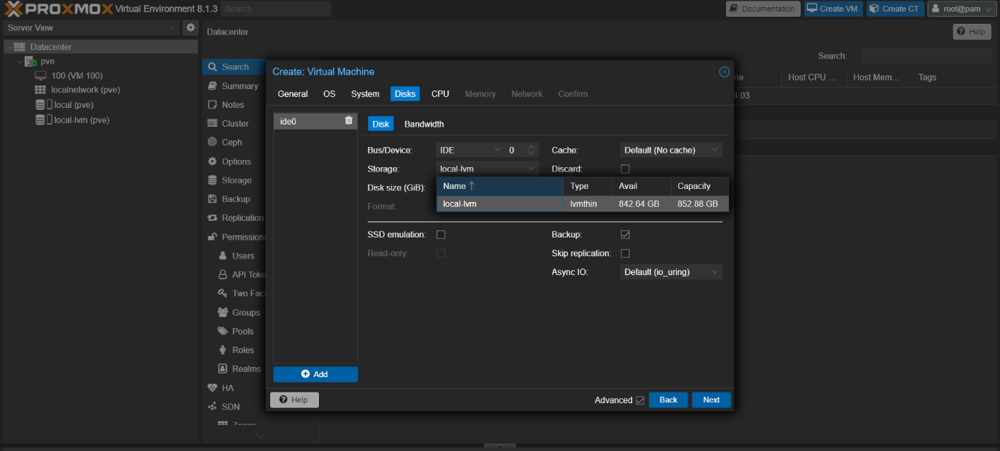 PROXMOX Virtual Environment 8.1.3 Search Documentation Create VM Create CT root@pam
Server View
Datacenter
pve
100 (VM 100)
localnetwork (pve)
local (pve)
local-lvm (pve)
Datacenter Help
Search
Summary
Notes
Cluster
Ceph
Options
Storage
Backup
Replication
Permissions
Users
API Toke
Two Fac
Groups
Pools
Roles
Realms
HA
SDN
Zones
Search:
me Host CPU ... Host Mem... Tags
4:03
Create: Virtual Machine
General OS System Disks CPU Memory Network Confirm
ide0
Disk Bandwidth
Bus/Device: IDE 0 Cache: Default (No cache)
Storage: local-lvm Discard:
Disk size (GiB):
Name Type Avail Capacity
local-lvm lvmthin 842.64 GB 852.88 GB
Format:
SSD emulation: Backup:
Read-only: Skip replication:
Async IO: Default (io_uring)
Add
Help Advanced Back Next